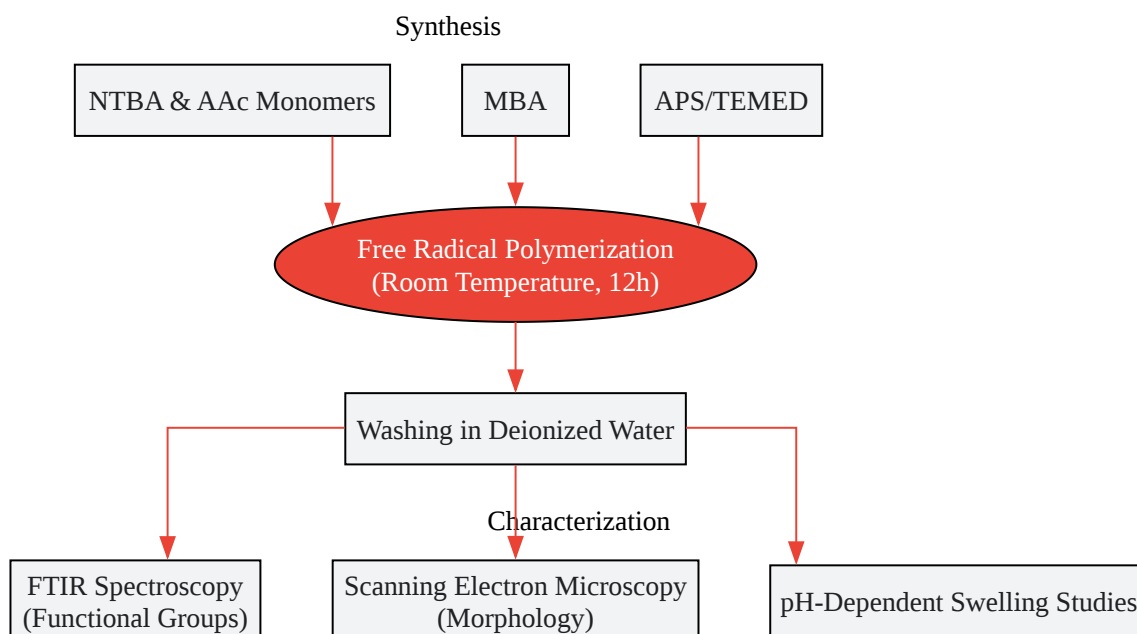 Synthesis
NTBA & AAc Monomers
MBA
APS/TEMED
Free Radical Polymerization
(Room Temperature, 12h)
Washing in Deionized Water
Characterization
FTIR Spectroscopy
(Functional Groups)
Scanning Electron Microscopy
(Morphology)
pH-Dependent Swelling Studies